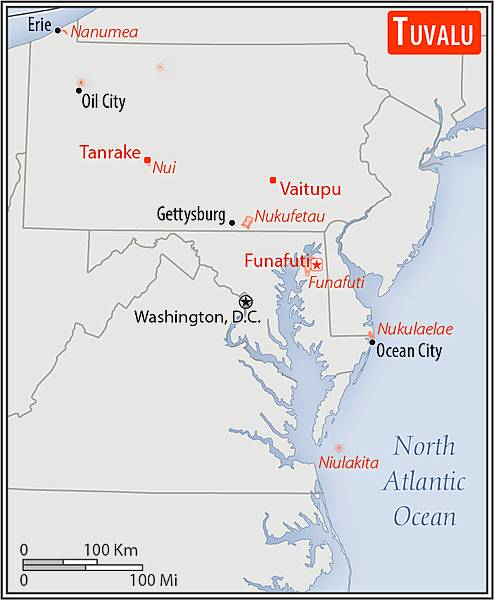 Erie
Nanumea
TUVALU
Oil City
Tanrake
Nui
Vaitupu
Gettysburg
Nukufetau
Funafuti
Funafuti
Washington, D.C.
Nukulaelae
Ocean City
Niulakita
North
Atlantic
Ocean
0 100 Km
0 100 Mi